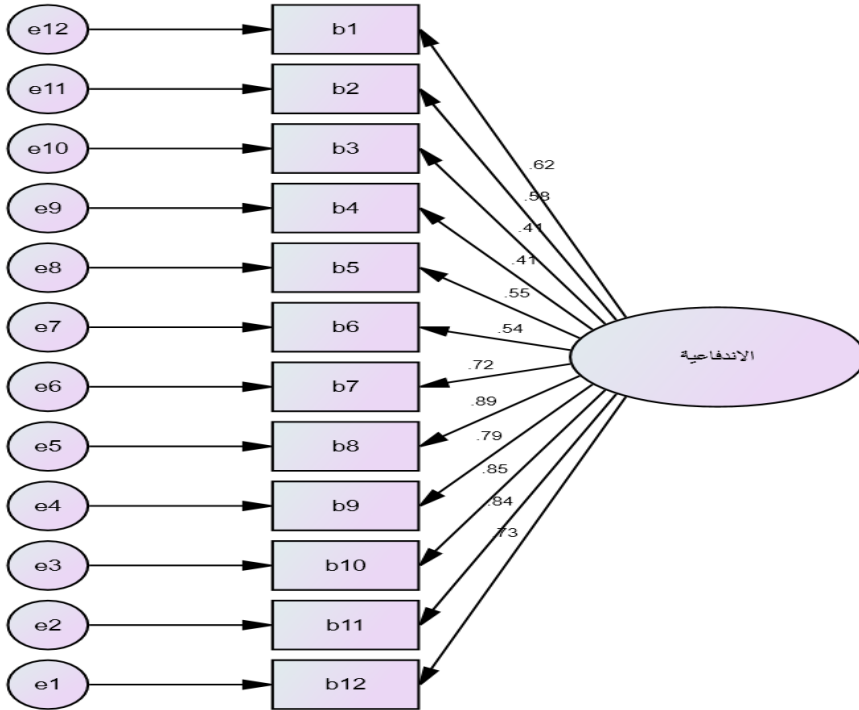 e12 b1
e11 b2
e10 b3
.62
e9 b4
.58
.41
e8 b5
.41
.55
e7 b6
.54
الاندفاعية
.72
e6 b7
.89
e5 b8
.79
.85
e4 b9
.84
.73
e3 b10
e2 b11
e1 b12